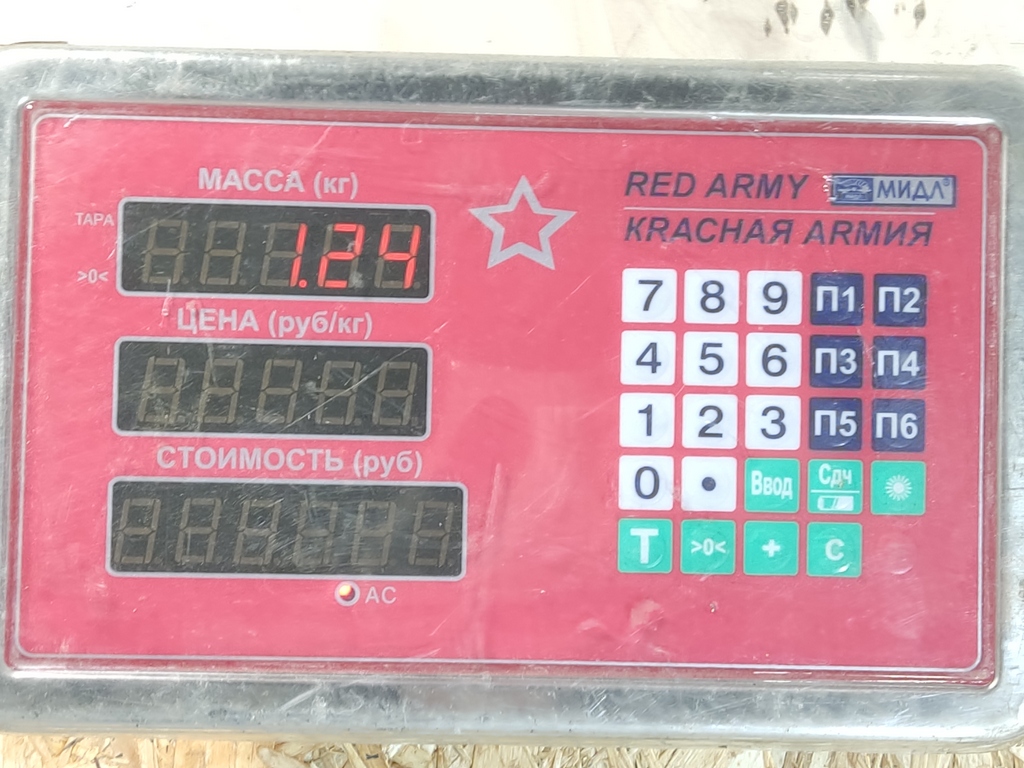 МАССА (кг)
ТАРА
1.24
>0<
ЦЕНА (руб/кг)
СТОИМОСТЬ (руб)
АС
RED ARMY МИДЛ®
КRАСНАЯ АRМИЯ
7 8 9 П1 П2
4 5 6 П3 П4
1 2 3 П5 П6
0 • Ввод Сдч
Т >0< + С